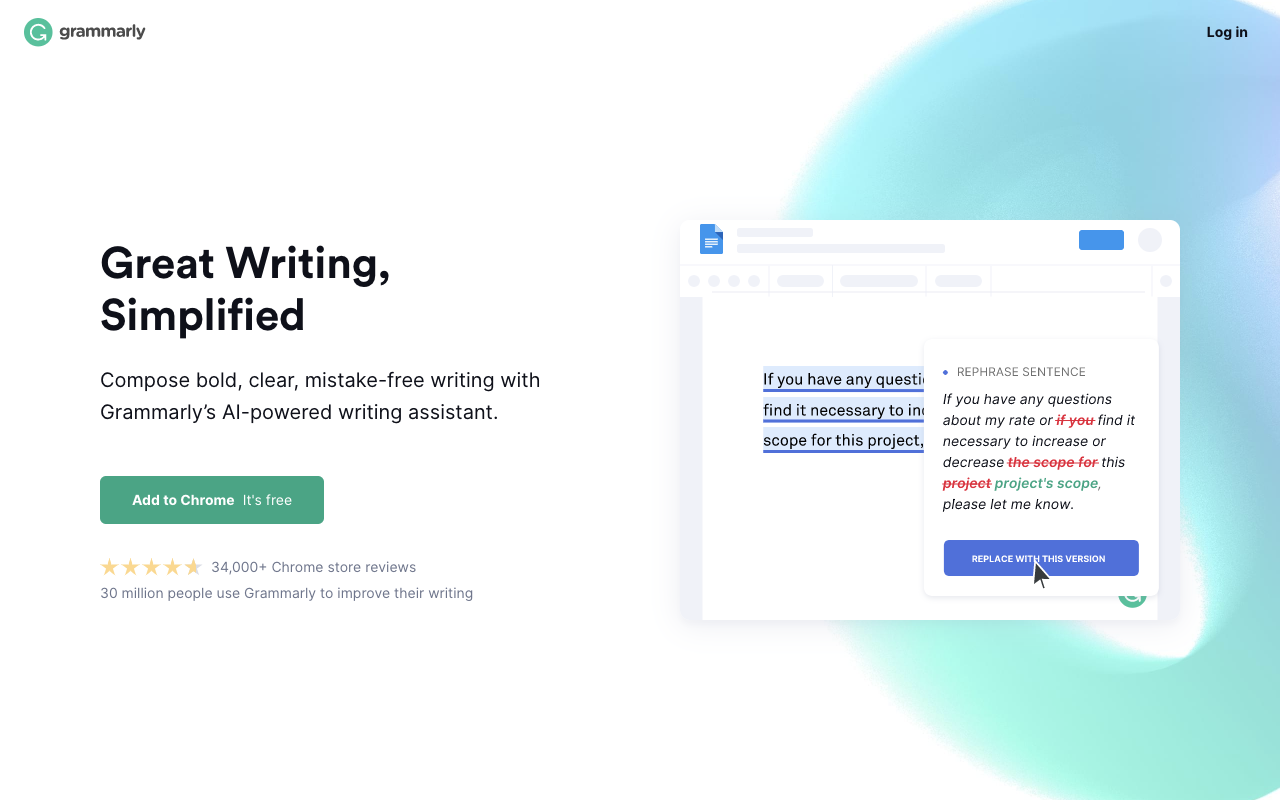 grammarly
Log in
Great Writing,
Simplified
Compose bold, clear, mistake-free writing with
Grammarly’s AI-powered writing assistant.
Add to Chrome It's free
34,000+ Chrome store reviews
30 million people use Grammarly to improve their writing
If you have any questi
find it necessary to inc
scope for this project,
REPHRASE SENTENCE
If you have any questions
about my rate or if you find it
necessary to increase or
decrease the scope for this
project project's scope,
please let me know.
REPLACE WITH THIS VERSION